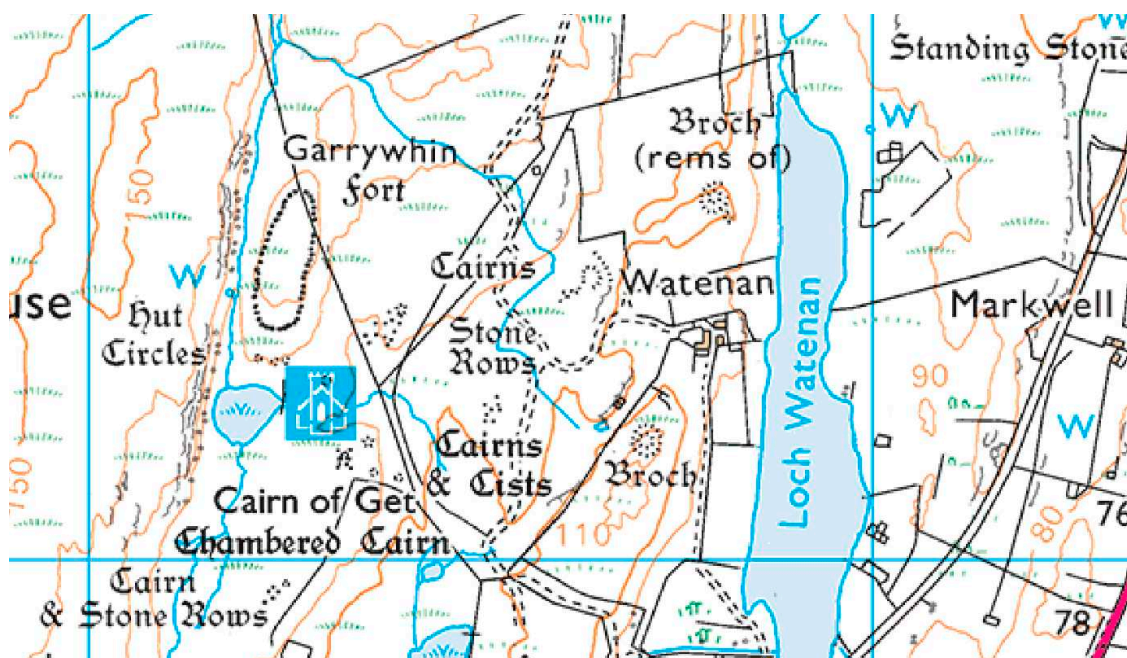 W
Standing Stone
Broch
(rems of)
W
Garrywhin
Fort
150
W
Cairns
Watenan
Markwell
use
Hut
Circles
Stone
Rows
Loch Watenan
90
W
Cairns
& Cists
Broch
150
Cairn of Get
Chambered Cairn
110
80
76
Cairn
& Stone Rows
78